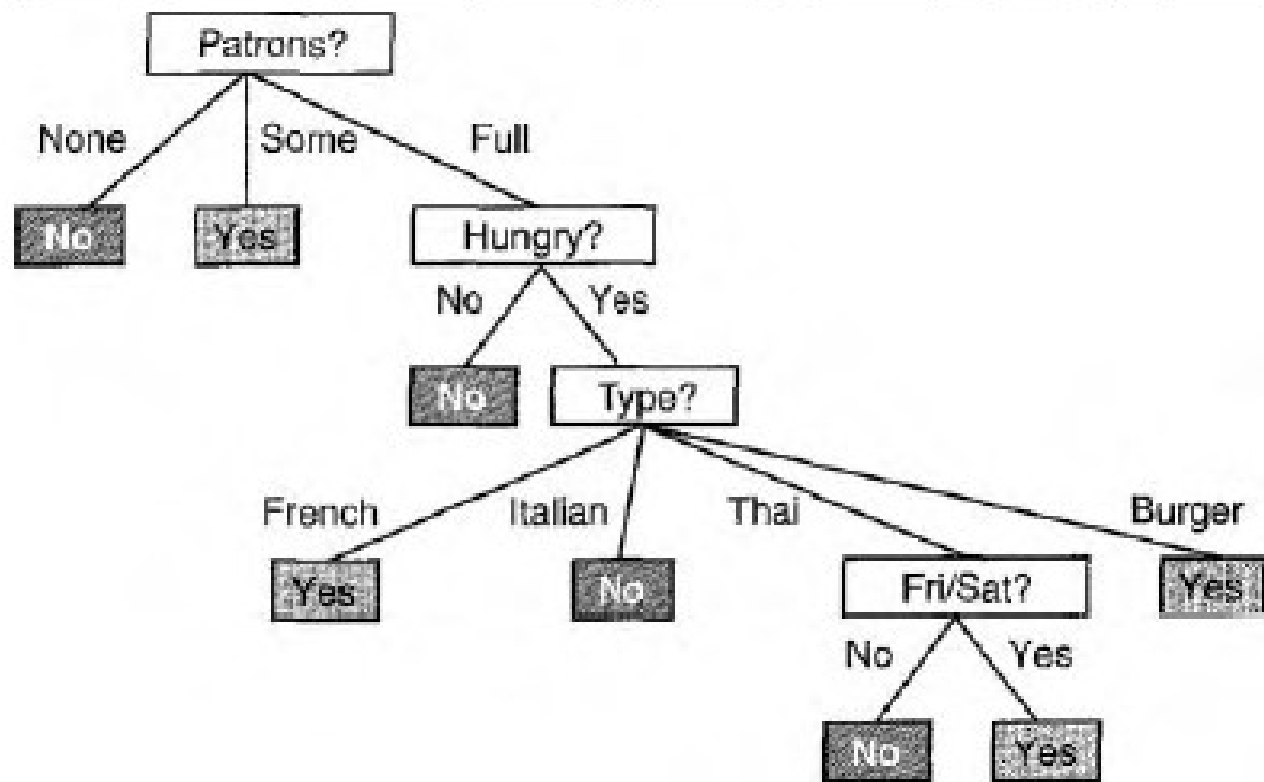 Patrons?
None Some Full
No Yes Hungry?
No Yes
No Type?
French Italian Thai Burger
Yes No Fri/Sat? Yes
No Yes
No Yes